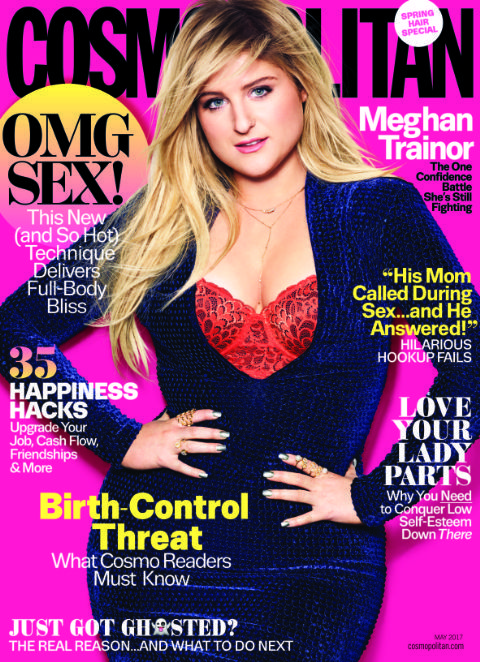 COSMOPOLITAN
SPRING
HAIR
SPECIAL
Meghan
Trainor
The One
Confidence
Battle
She's Still
Fighting
OMG
SEX!
This New
(and So Hot)
Technique
Delivers
Full-Body
Bliss
"His Mom
Called During
Sex...and He
Answered!"
HILARIOUS
HOOKUP FAILS
35
HAPPINESS
HACKS
Upgrade Your
Job, Cash Flow,
Friendships
& More
LOVE
YOUR
LADY
PARTS
Why You Need
to Conquer Low
Self-Esteem
Down There
Birth-Control
Threat
What Cosmo Readers
Must Know
JUST GOT GHOSTED?
THE REAL REASON...AND WHAT TO DO NEXT
MAY 2017
cosmopolitan.com